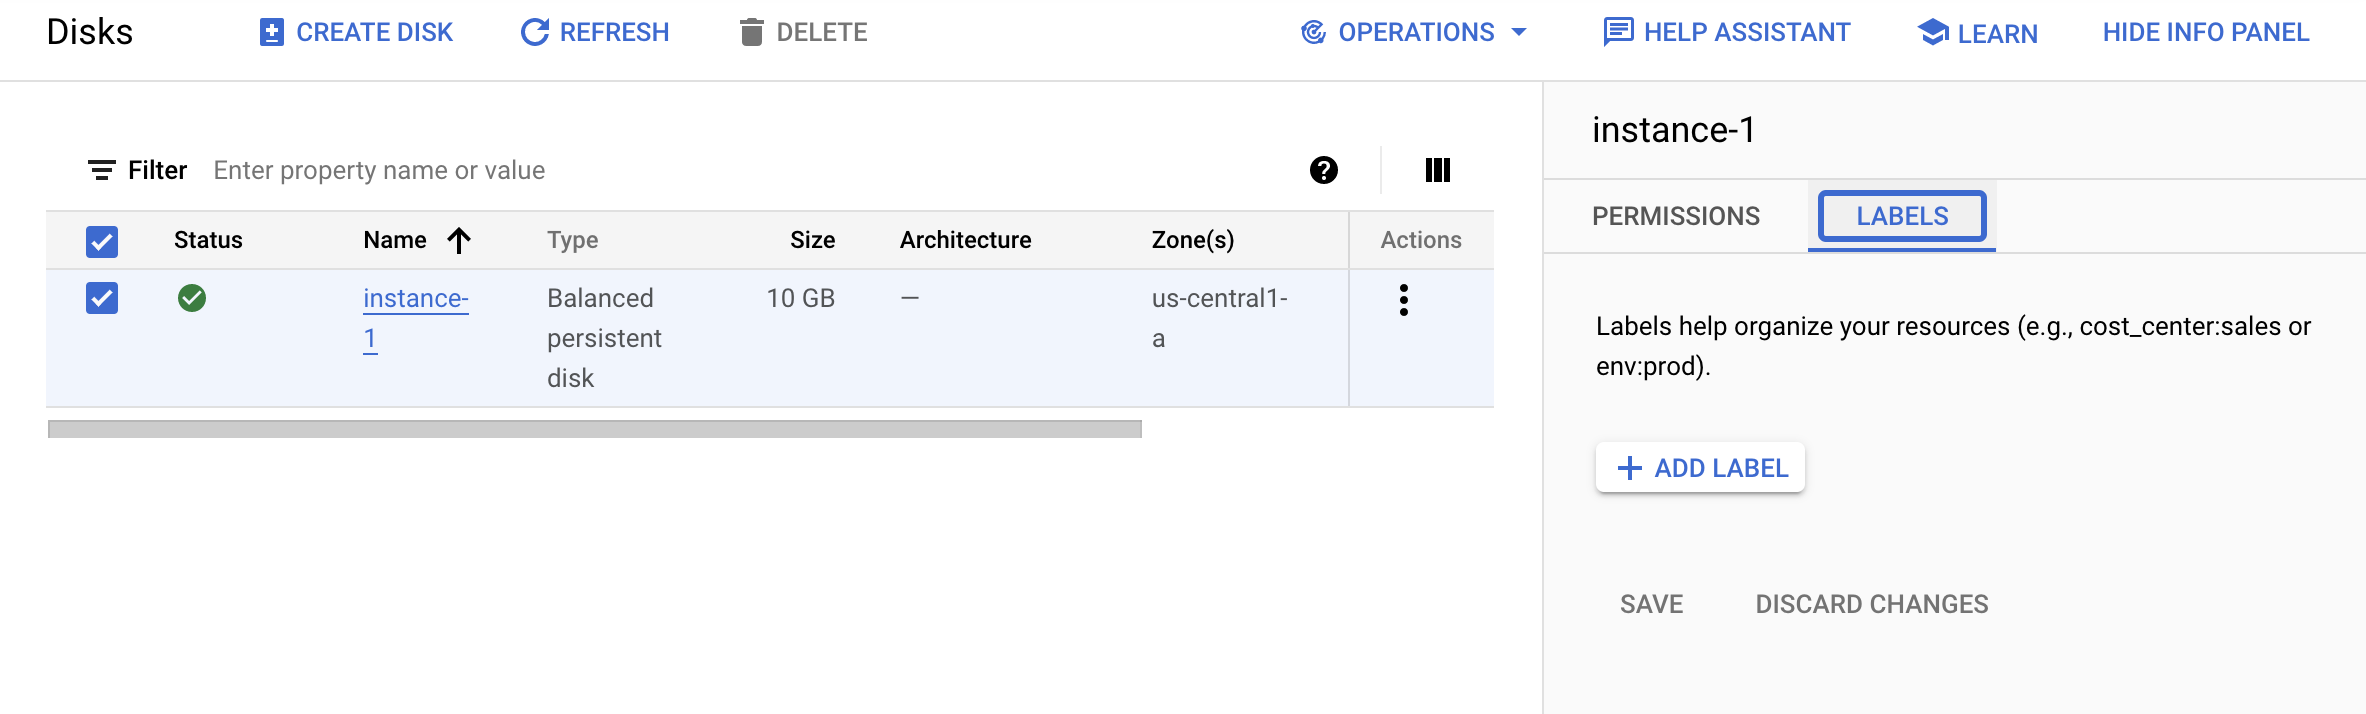 Disks CREATE DISK REFRESH DELETE OPERATIONS HELP ASSISTANT LEARN HIDE INFO PANEL
Filter Enter property name or value
Status Name Type Size Architecture Zone(s) Actions
instance- Balanced 10 GB — us-central1-
1 persistent a
disk
instance-1
PERMISSIONS LABELS
Labels help organize your resources (e.g., cost_center:sales or
env:prod).
ADD LABEL
SAVE DISCARD CHANGES